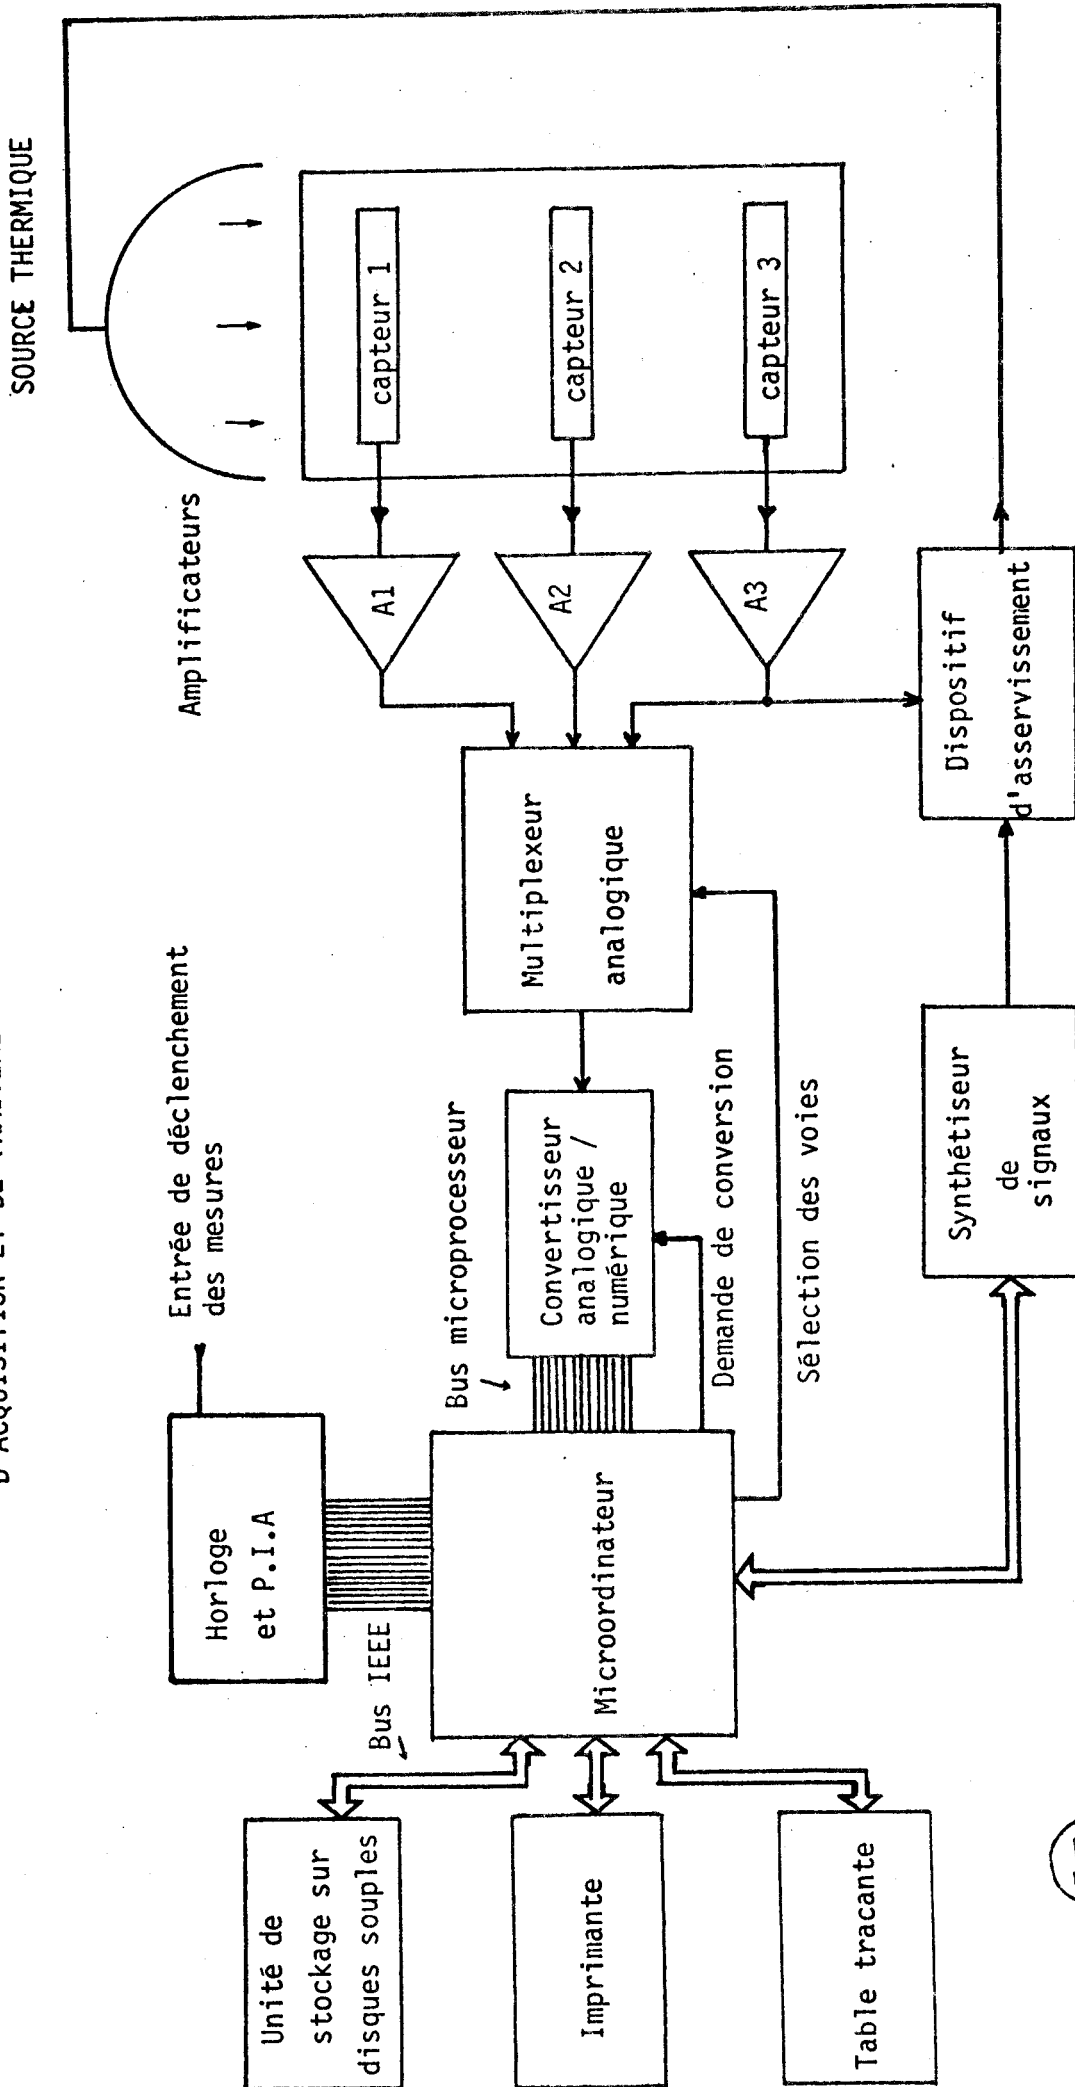 D'ACQUISITION ET DE
SOURCE THERMIQUE
Entrée de déclenchement
des mesures
Amplificateurs
Horloge
et P.I.A
Bus IEEE
Bus microprocesseur
Unité de
stockage sur
disques souples
Imprimante
Table tracante
Microordinateur
Convertisseur
analogique /
numérique
Multiplexeur
analogique
A1
A2
A3
capteur 1
capteur 2
capteur 3
Demande de conversion
Sélection des voies
Synthétiseur
de
signaux
Dispositif
d'asservissement